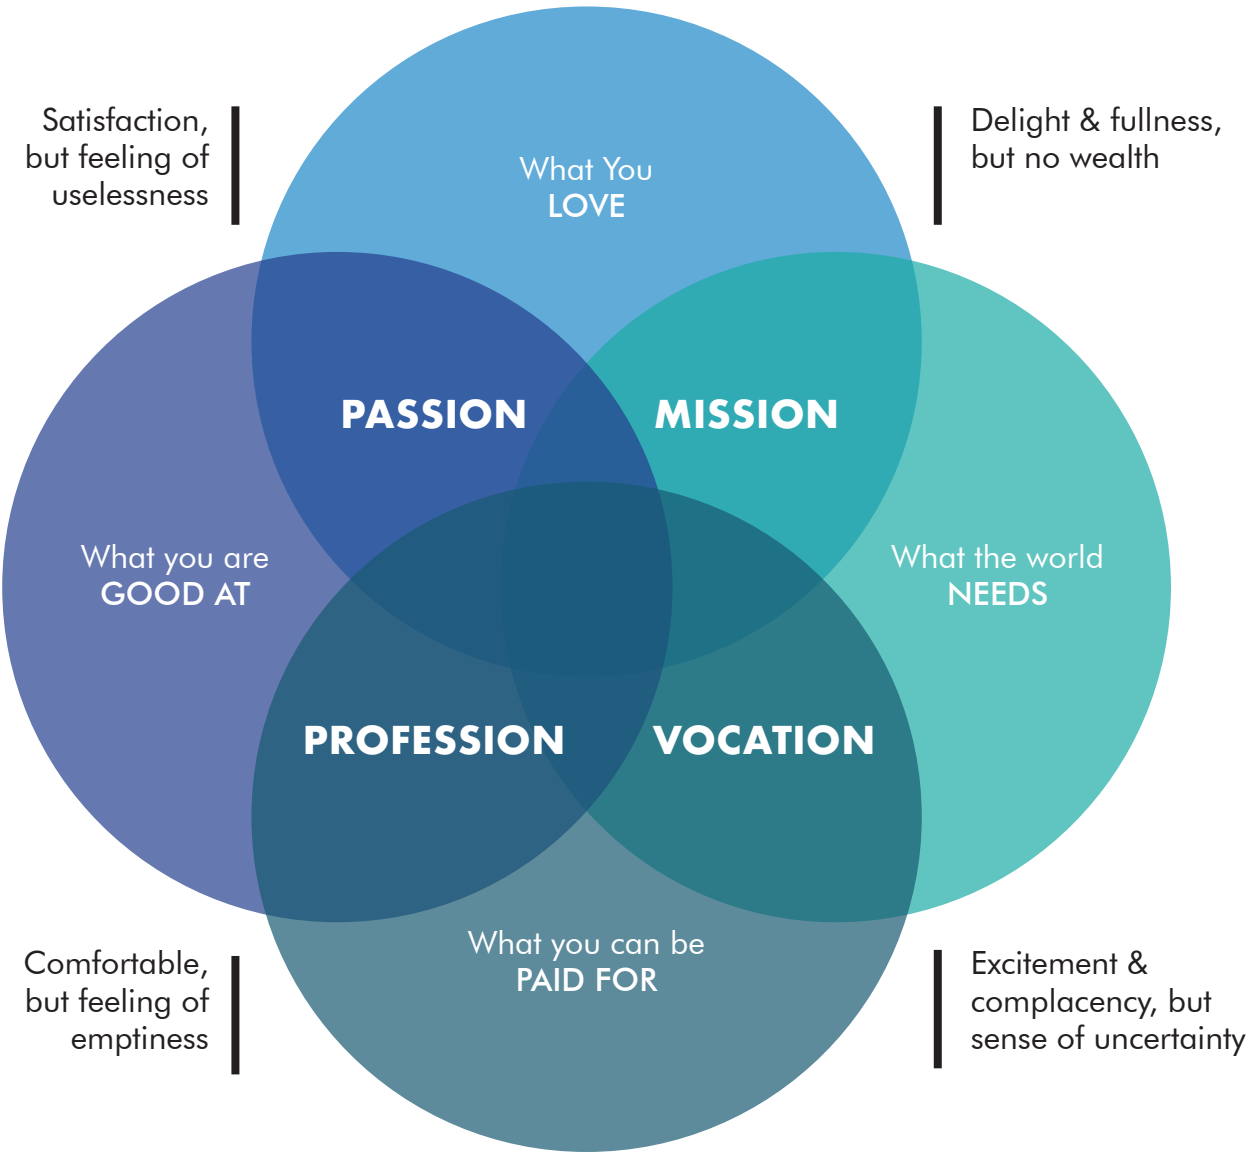 Satisfaction,
but feeling of
uselessness
Delight & fullness,
but no wealth
What You
LOVE
PASSION
MISSION
What you are
GOOD AT
What the world
NEEDS
PROFESSION
VOCATION
What you can be
PAID FOR
Comfortable,
but feeling of
emptiness
Excitement &
complacency, but
sense of uncertainty